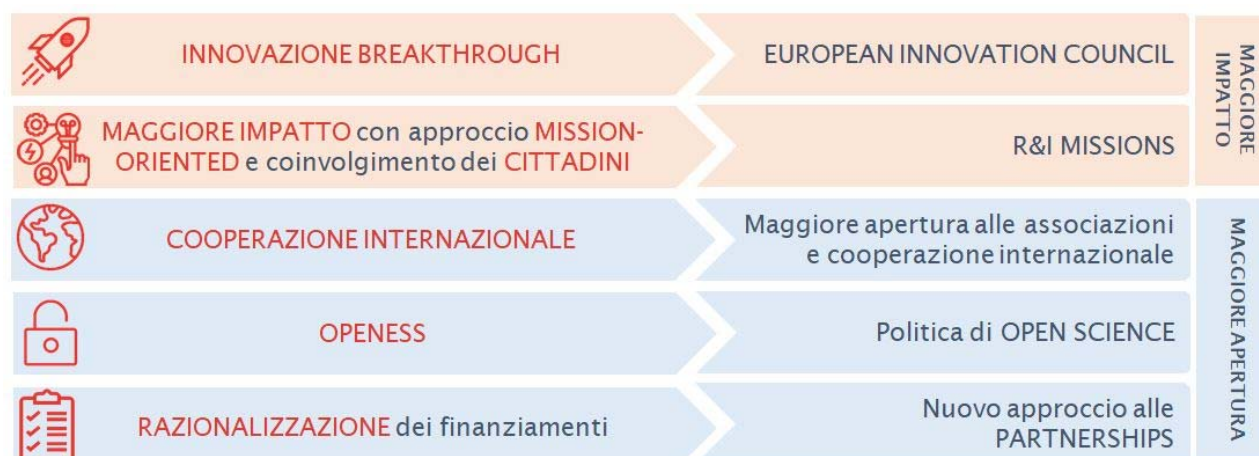 INNOVAZIONE BREAKTHROUGH
EUROPEAN INNOVATION COUNCIL
MAGGIORE IMPATTO con approccio MISSION-
ORIENTED e coinvolgimento dei CITTADINI
R&I MISSIONS
MAGGIORE
IMPATTO
COOPERAZIONE INTERNAZIONALE
Maggiore apertura alle associazioni
e cooperazione internazionale
OPENESS
Politica di OPEN SCIENCE
RAZIONALIZZAZIONE dei finanziamenti
Nuovo approccio alle
PARTNERSHIPS
MAGGIORE APERTURA